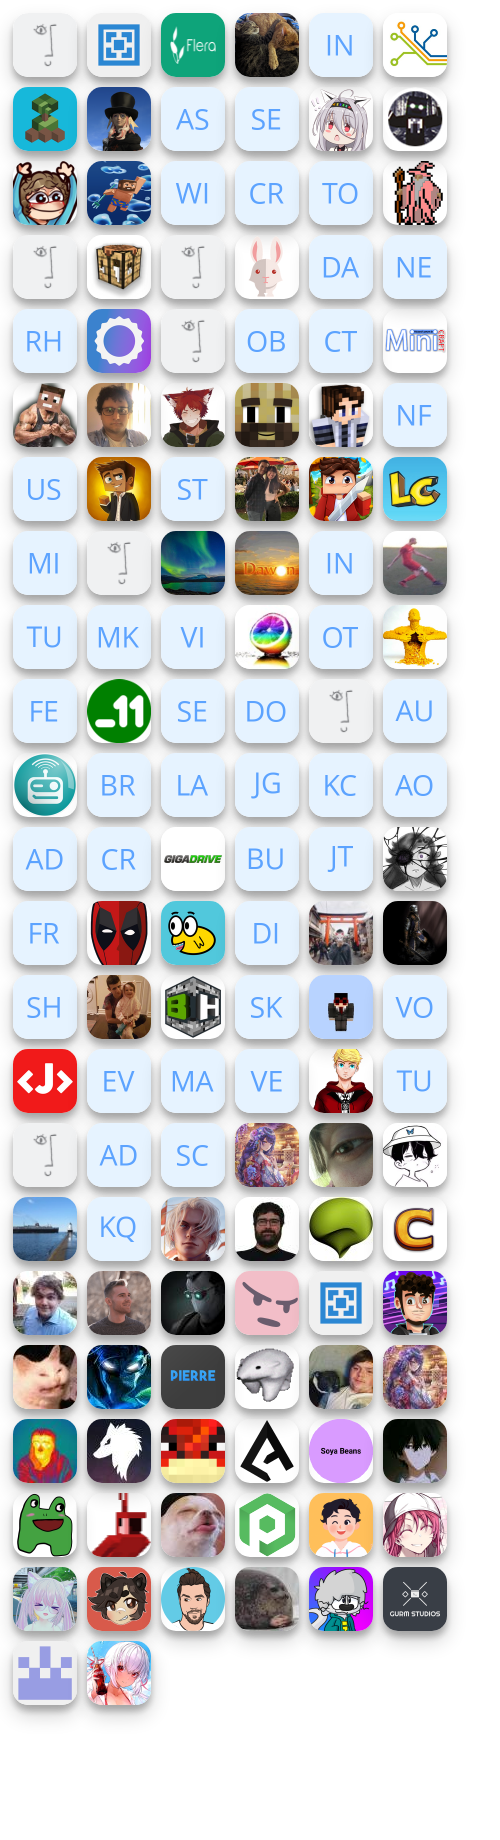 Flera IN
AS SE
WI CR TO
DA NE
RH OB CT Mini
NF
US ST LC
MI Dawn IN
TU MK VI OT
FE _11 SE DO AU
BR LA JG KC AO
AD CR GIGADRIVE BU JT
FR DI
SH BH SK VO
<J> EV MA VE TU
AD SC
KQ C
PIERRE
Soya Beans
GURM STUDIOS